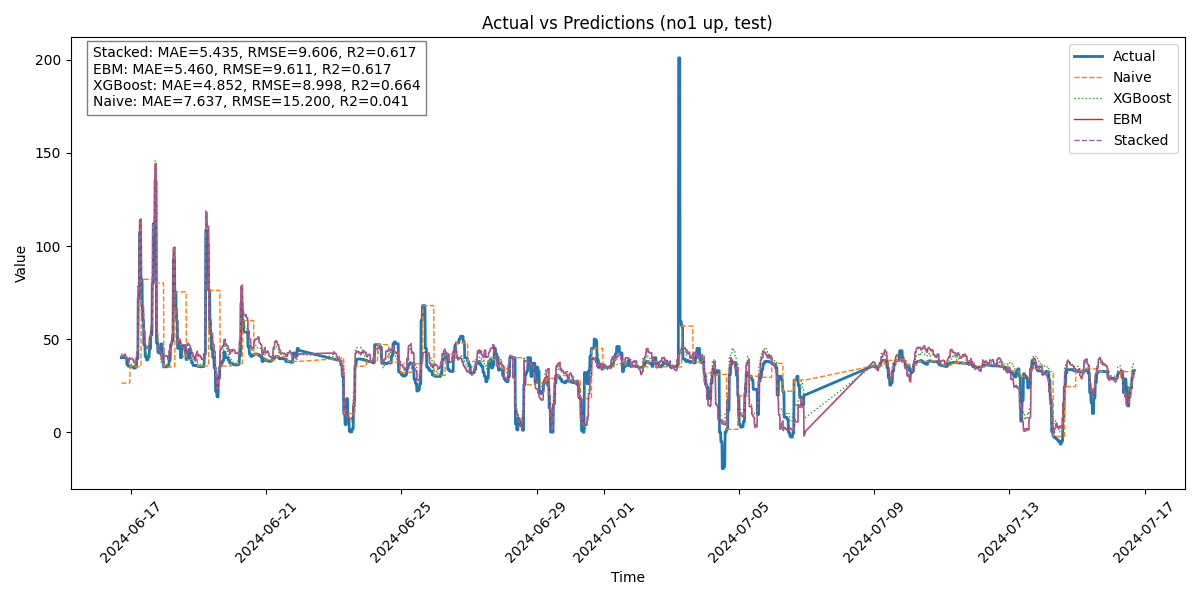 Actual vs Predictions (no1 up, test)
Stacked: MAE=5.435, RMSE=9.606, R2=0.617
EBM: MAE=5.460, RMSE=9.611, R2=0.617
XGBoost: MAE=4.852, RMSE=8.998, R2=0.664
Naive: MAE=7.637, RMSE=15.200, R2=0.041
Actual
Naive
XGBoost
EBM
Stacked
Value
200
150
100
50
0
2024-06-17
2024-06-21
2024-06-25
2024-06-29
2024-07-01
2024-07-05
2024-07-09
2024-07-13
2024-07-17
Time